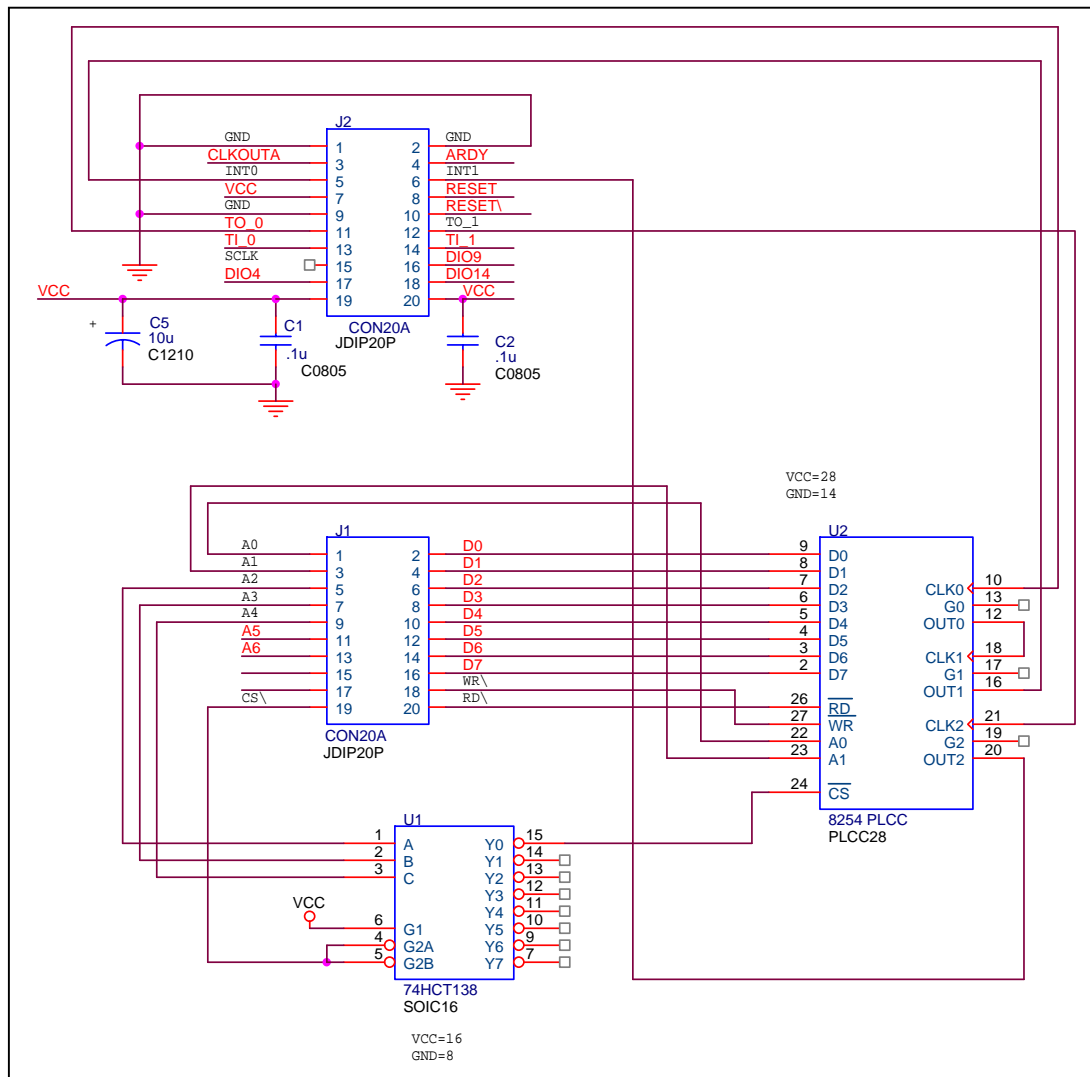 J2
GND 1 2 GND
CLKOUTA 3 4 ARDY
INT0 5 6 INT1
VCC 7 8 RESET
GND 9 10 RESET\
TO_0 11 12 TO_1
TI_0 13 14 TI_1
SCLK 15 16 DIO9
DIO4 17 18 DIO14
VCC 19 20 VCC
CON20A
JDIP20P
+
C5
10u
C1210
C1
.1u
C0805
C2
.1u
C0805
VCC=28
GND=14
J1
A0 1 2 D0
A1 3 4 D1
A2 5 6 D2
A3 7 8 D3
A4 9 10 D4
A5 11 12 D5
A6 13 14 D6
15 16 D7
17 18 WR\
CS\ 19 20 RD\
CON20A
JDIP20P
U2
9 D0
8 D1
7 D2
6 D3
5 D4
4 D5
3 D6
2 D7
26 RD
27 WR
22 A0
23 A1
24 CS
CLK0 10
G0 13
OUT0 12
CLK1 18
G1 17
OUT1 16
CLK2 21
G2 19
OUT2 20
8254 PLCC
PLCC28
U1
1 A Y0 15
2 B Y1 14
3 C Y2 13
Y3 12
Y4 11
VCC
6 G1 Y5 10
4 G2A Y6 9
5 G2B Y7 7
74HCT138
SOIC16
VCC=16
GND=8